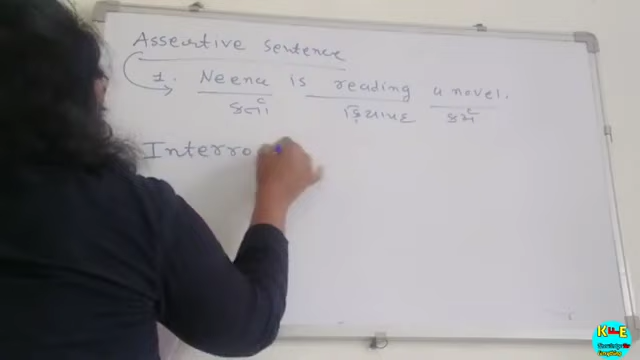 Assertive sentence
1. Neena is reading a novel.
કર્તા ક્રિયાપદ કર્મ
Interro
K E